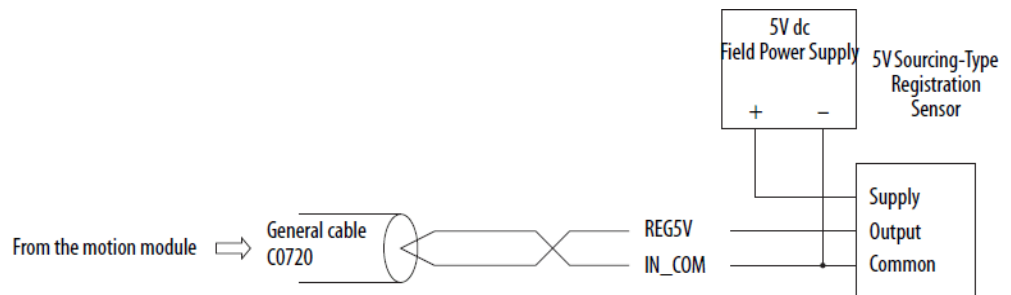 5V dc
Field Power Supply
+ –
5V Sourcing-Type
Registration
Sensor
Supply
Output
Common
REG5V
IN_COM
General cable
C0720
From the motion module